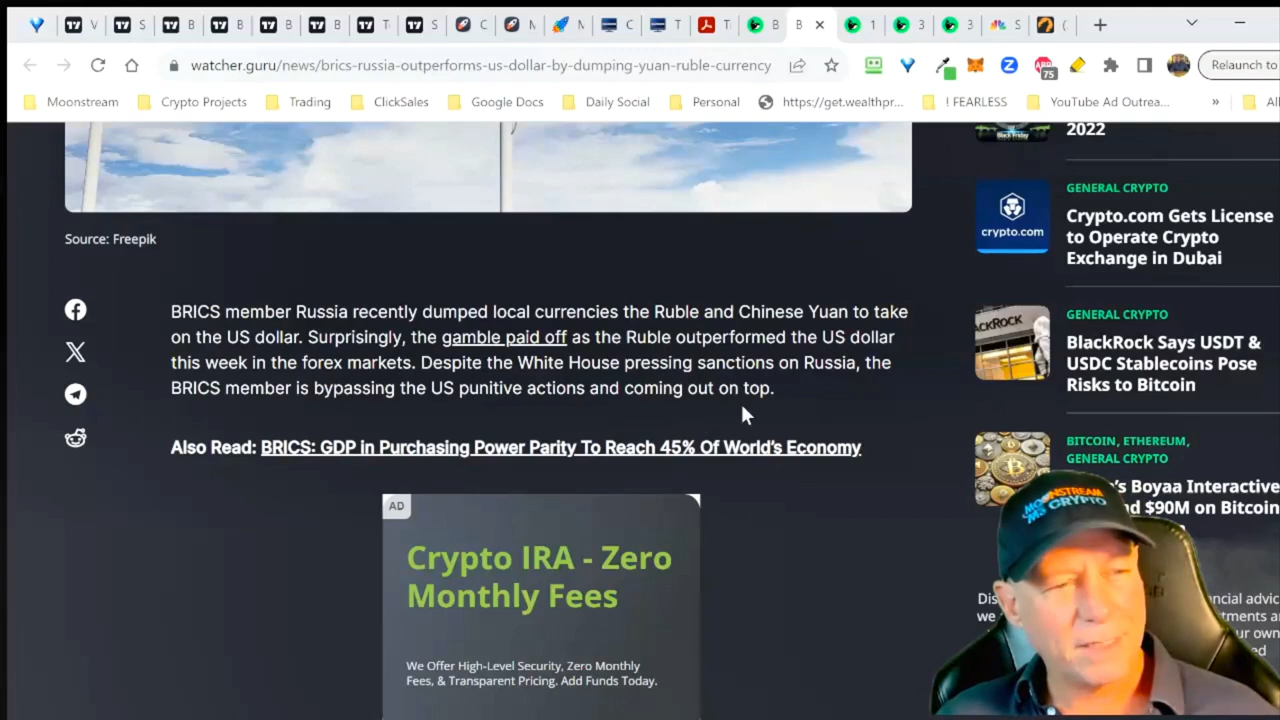 watcher.guru/news/brics-russia-outperforms-us-dollar-by-dumping-yuan-ruble-currency
75
Relaunch to
Moonstream
Crypto Projects
Trading
ClickSales
Google Docs
Daily Social
Personal
https://get.wealthpr...
! FEARLESS
YouTube Ad Outrea...
»
Source: Freepik
BRICS member Russia recently dumped local currencies the Ruble and Chinese Yuan to take
on the US dollar. Surprisingly, the gamble paid off as the Ruble outperformed the US dollar
this week in the forex markets. Despite the White House pressing sanctions on Russia, the
BRICS member is bypassing the US punitive actions and coming out on top.
Also Read: BRICS: GDP in Purchasing Power Parity To Reach 45% Of World's Economy
AD
Crypto IRA - Zero
Monthly Fees
We Offer High-Level Security, Zero Monthly
Fees, & Transparent Pricing. Add Funds Today.
2022
GENERAL CRYPTO
Crypto.com Gets License
to Operate Crypto
Exchange in Dubai
crypto.com
GENERAL CRYPTO
BlackRock Says USDT &
USDC Stablecoins Pose
Risks to Bitcoin
BITCOIN, ETHEREUM,
GENERAL CRYPTO
Boyaa Interactive
$90M on Bitcoin
MOONSTREAM
CRYPTO